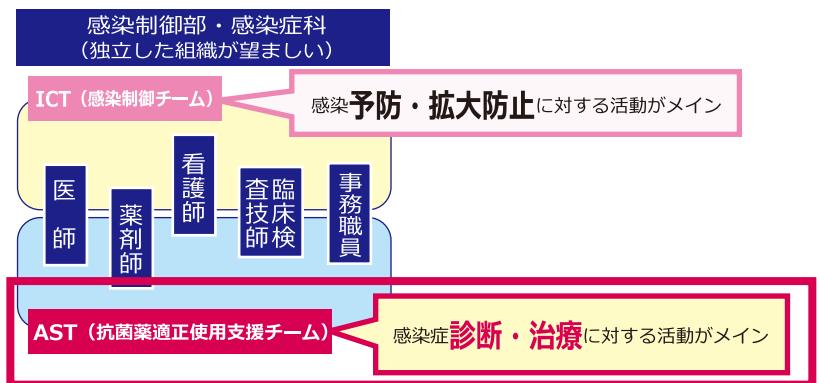 感染制御部・感染症科
（独立した組織が望ましい）
ICT（感染制御チーム）
感染予防・拡大防止に対する活動がメイン
医師
薬剤師
看護師
臨床検査技師
事務職員
AST（抗菌薬適正使用支援チーム）
感染症診断・治療に対する活動がメイン